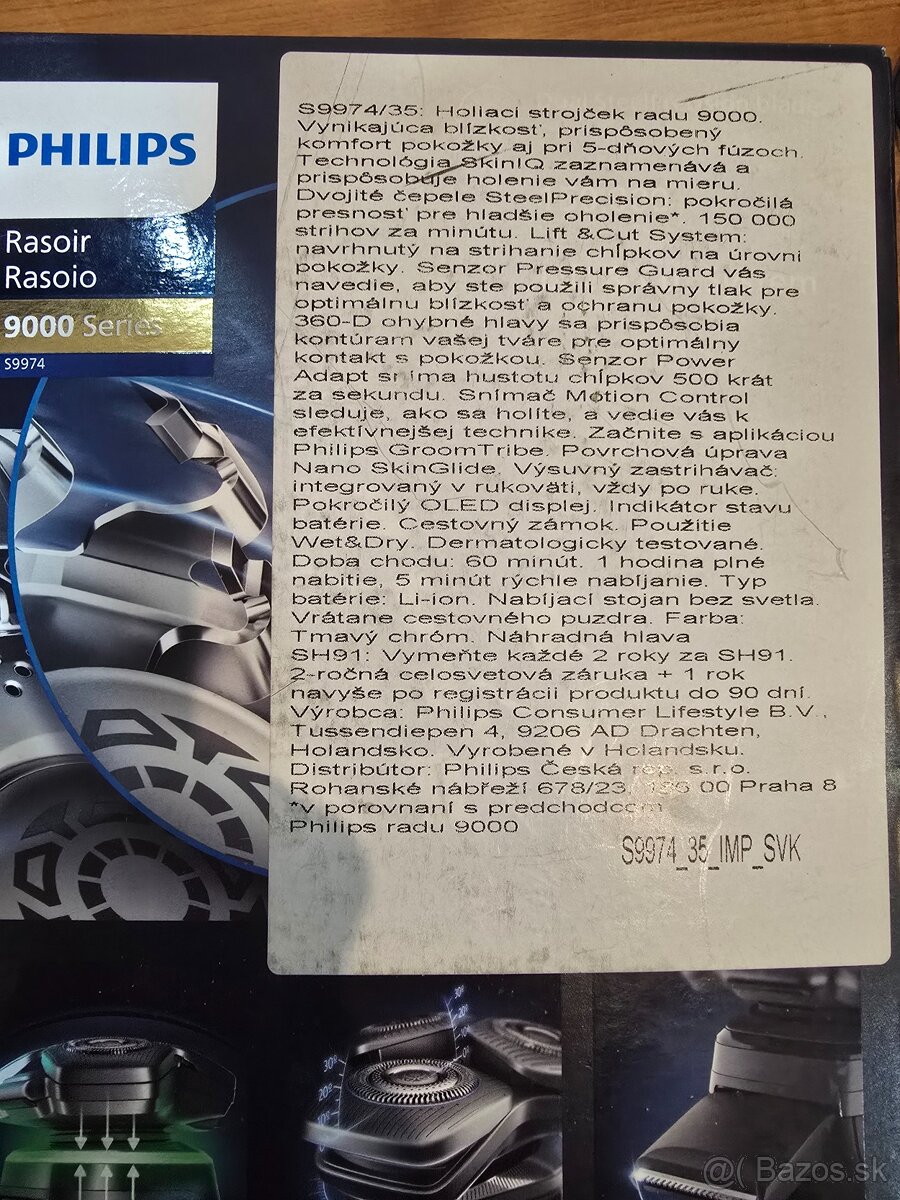 PHILIPS
Rasoir
Rasoio
9000 Series
S9974
S9974/35: Holiaci strojček radu 9000.
Vynikajúca blízkosť, prispôsobený
komfort pokožky aj pri 5-dňových fúzoch.
Technológia SkinIQ zaznamenáva a
prispôsobuje holenie vám na mieru.
Dvojité čepele SteelPrecision: pokročilá
presnosť pre hladšie oholenie*. 150 000
strihov za minútu. Lift &Cut System:
navrhnutý na strihanie chĺpkov na úrovni
pokožky. Senzor Pressure Guard vás
navedie, aby ste použili správny tlak pre
optimálnu blízkosť a ochranu pokožky.
360-D ohybné hlavy sa prispôsobia
kontúram vašej tváre pre optimálny
kontakt s pokožkou. Senzor Power
Adapt sníma hustotu chĺpkov 500 krát
za sekundu. Snímač Motion Control
sleduje, ako sa holíte, a vedie vás k
efektívnejšej technike. Začnite s aplikáciou
Philips GroomTribe. Povrchová úprava
Nano SkinGlide. Výsuvný zastrihávač:
integrovaný v rukoväti, vždy po ruke.
Pokročilý OLED displej. Indikátor stavu
batérie. Cestovný zámok. Použitie
Wet&Dry. Dermatologicky testované.
Doba chodu: 60 minút. 1 hodina plné
nabitie, 5 minút rýchle nabíjanie. Typ
batérie: Li-ion. Nabíjací stojan bez svetla.
Vrátane cestovného puzdra. Farba:
Tmavý chróm. Náhradná hlava
SH91: Vymeňte každé 2 roky za SH91.
2-ročná celosvetová záruka + 1 rok
navyše po registrácii produktu do 90 dní.
Výrobca: Philips Consumer Lifestyle B.V.,
Tussendiepen 4, 9206 AD Drachten,
Holandsko. Vyrobené v Holandsku.
Distribútor: Philips Česká rep. s.r.o.
Rohanské nábřeží 678/23, 186 00 Praha 8
*v porovnaní s predchodcom
Philips radu 9000
S9974_35_IMP_SVK
30°
20°
10°
30°
20°
10°
0°
@( Bazos.sk